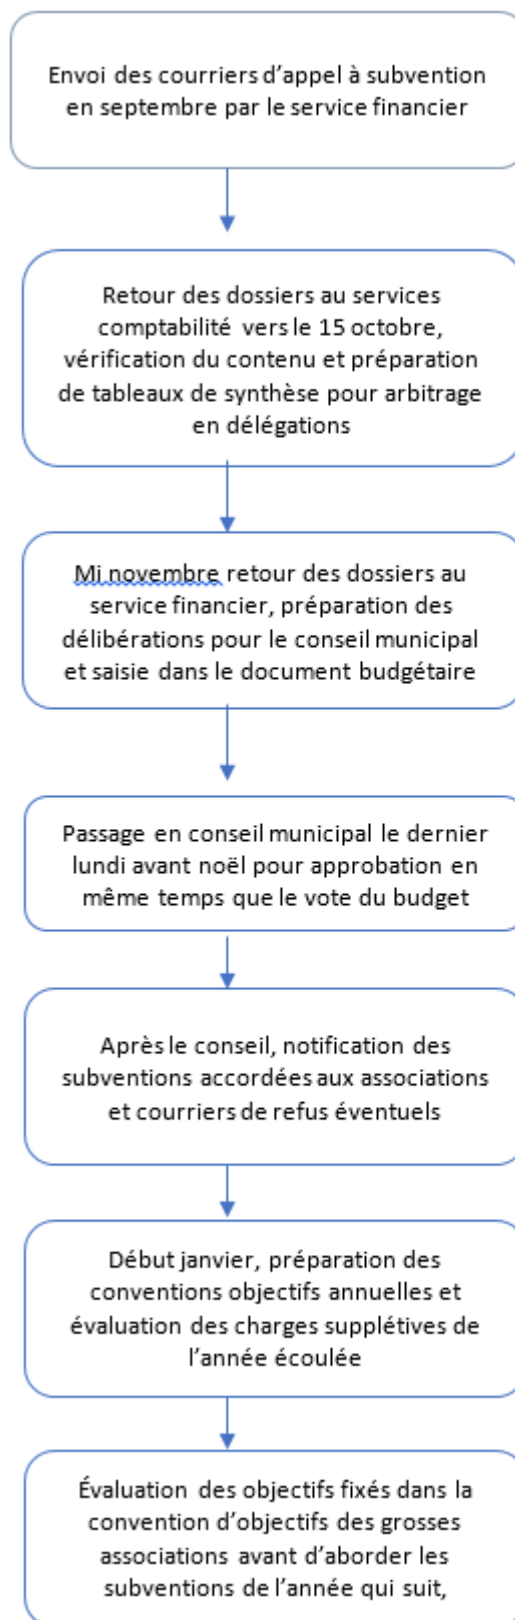 Envoi des courriers d'appel à subvention
en septembre par le service financier
Retour des dossiers au services
comptabilité vers le 15 octobre,
vérification du contenu et préparation
de tableaux de synthèse pour arbitrage
en délégations
Mi novembre retour des dossiers au
service financier, préparation des
délibérations pour le conseil municipal
et saisie dans le document budgétaire
Passage en conseil municipal le dernier
lundi avant noël pour approbation en
même temps que le vote du budget
Après le conseil, notification des
subventions accordées aux associations
et courriers de refus éventuels
Début janvier, préparation des
conventions objectifs annuelles et
évaluation des charges supplétives de
l'année écoulée
Évaluation des objectifs fixés dans la
convention d'objectifs des grosses
associations avant d'aborder les
subventions de l'année qui suit,